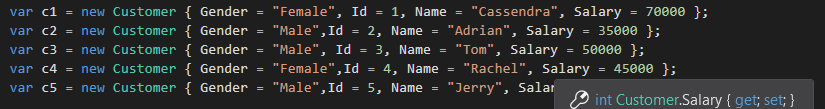 var c1 = new Customer { Gender = "Female", Id = 1, Name = "Cassendra", Salary = 70000 };
var c2 = new Customer { Gender = "Male",Id = 2, Name = "Adrian", Salary = 35000 };
var c3 = new Customer { Gender = "Male", Id = 3, Name = "Tom", Salary = 50000 };
var c4 = new Customer { Gender = "Female",Id = 4, Name = "Rachel", Salary = 45000 };
var c5 = new Customer { Gender = "Male",Id = 5, Name = "Jerry",
int Customer.Salary { get; set; }